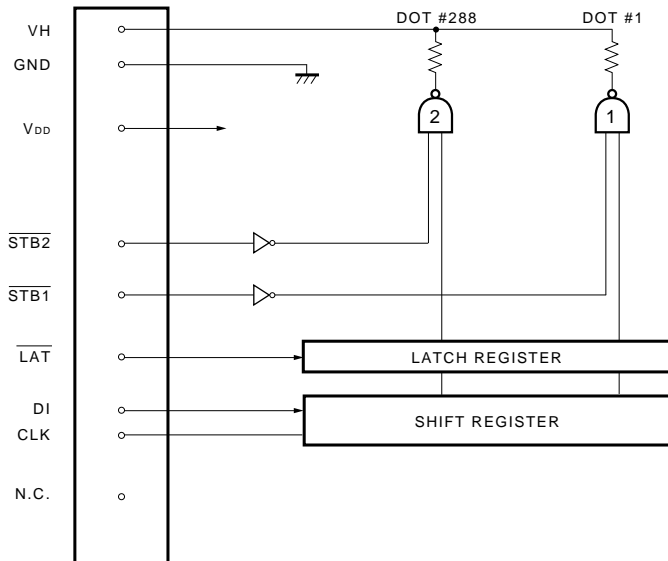 DOT #288 DOT #1
VH
GND
2 1
VDD
STB2
STB1
LAT
LATCH REGISTER
DI
SHIFT REGISTER
CLK
N.C.